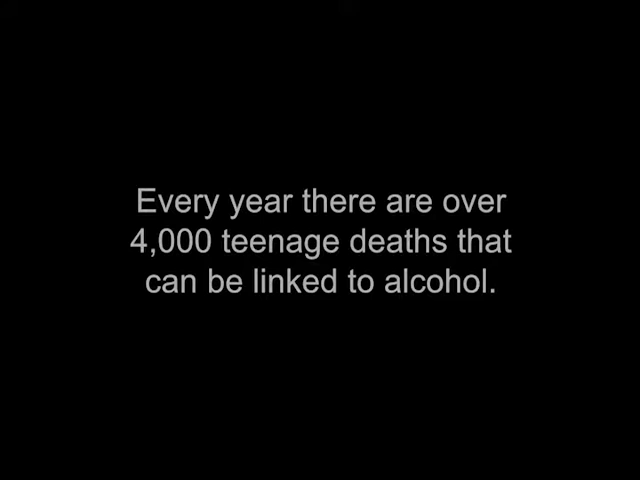 Every year there are over
4,000 teenage deaths that
can be linked to alcohol.